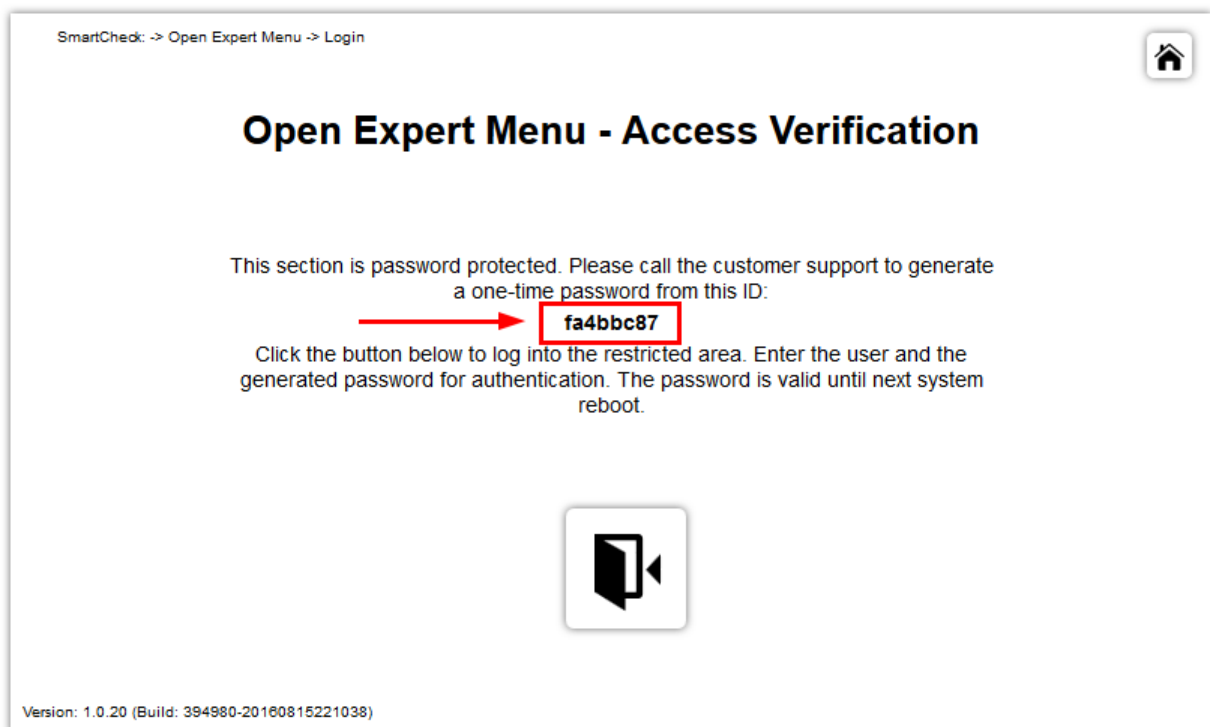 SmartCheck: -> Open Expert Menu -> Login
Open Expert Menu - Access Verification
This section is password protected. Please call the customer support to generate
a one-time password from this ID:
fa4bbc87
Click the button below to log into the restricted area. Enter the user and the
generated password for authentication. The password is valid until next system
reboot.
Version: 1.0.20 (Build: 394980-20160815221038)